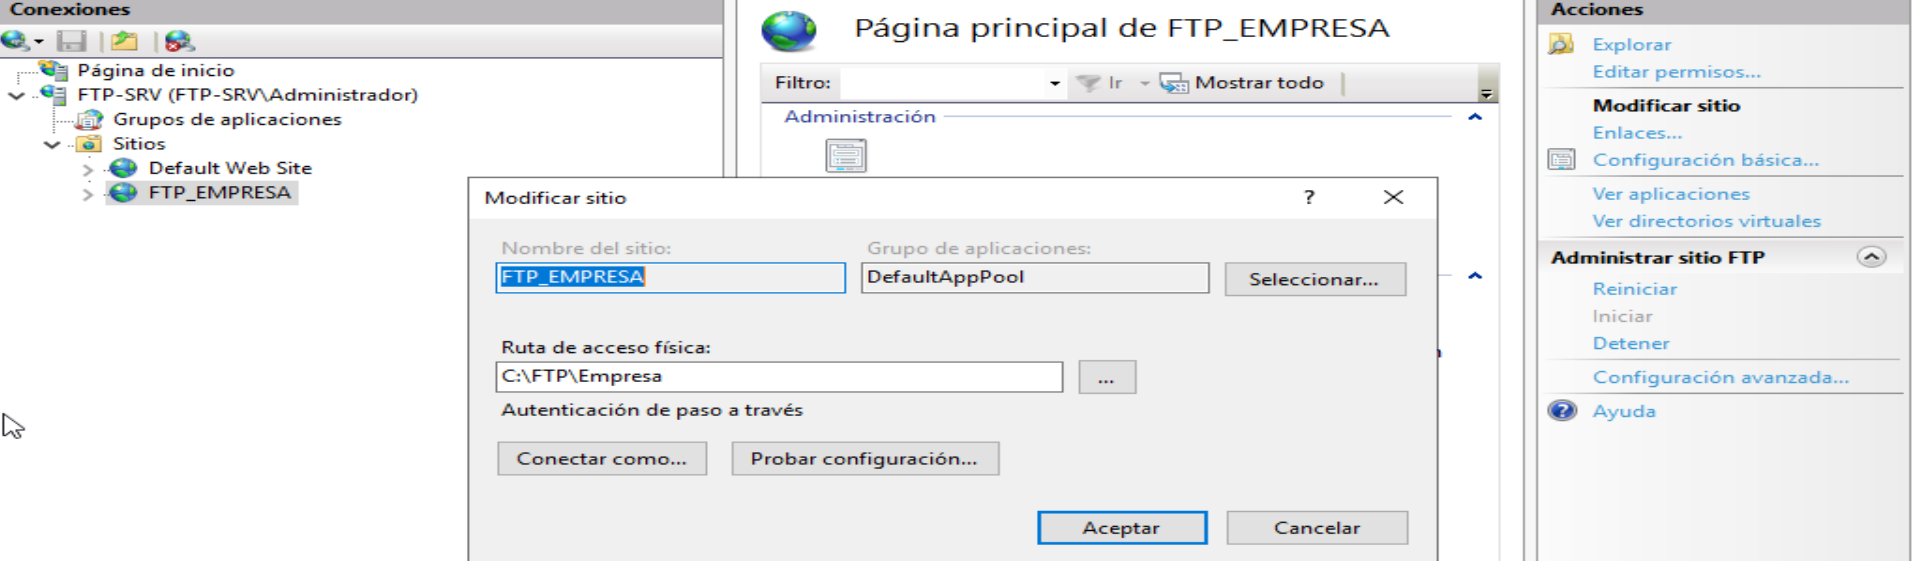 Conexiones
Página de inicio
FTP-SRV (FTP-SRV\Administrador)
Grupos de aplicaciones
Sitios
Default Web Site
FTP_EMPRESA
Página principal de FTP_EMPRESA
Filtro:
Ir
Mostrar todo
Administración
Modificar sitio
?
Nombre del sitio:
Grupo de aplicaciones:
FTP_EMPRESA
DefaultAppPool
Seleccionar...
Ruta de acceso física:
C:\FTP\Empresa
...
Autenticación de paso a través
Conectar como...
Probar configuración...
Aceptar
Cancelar
Acciones
Explorar
Editar permisos...
Modificar sitio
Enlaces...
Configuración básica...
Ver aplicaciones
Ver directorios virtuales
Administrar sitio FTP
Reiniciar
Iniciar
Detener
Configuración avanzada...
Ayuda